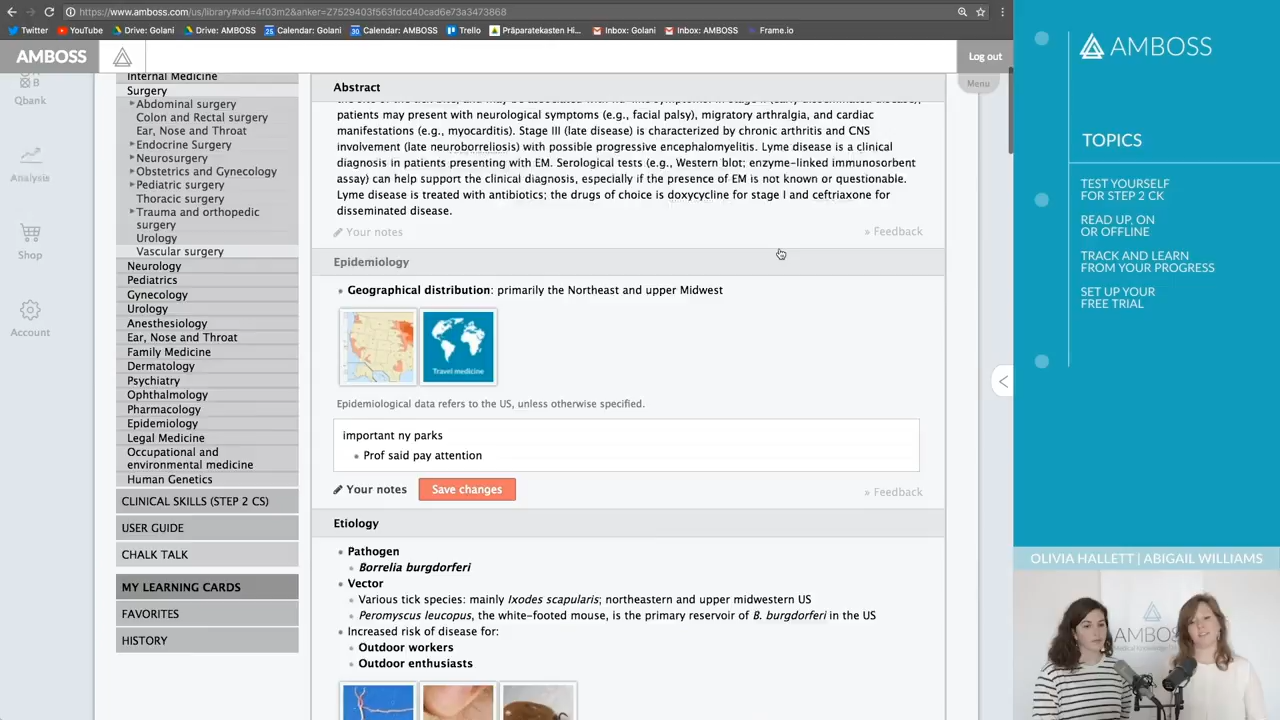 https://www.amboss.com/us/library#xid=4f03m2&anker=Z7529403f563fdcd40cad6e73a3473868
Twitter
YouTube
Drive: Golani
Drive: AMBOSS
Calendar: Golani
Calendar: AMBOSS
Trello
Präparatekasten Hi...
Inbox: Golani
Inbox: AMBOSS
Frame.io
AMBOSS
Log out
Menu
Qbank
Analysis
Shop
Account
Internal Medicine
Surgery
Abdominal surgery
Colon and Rectal surgery
Ear, Nose and Throat
Endocrine Surgery
Neurosurgery
Obstetrics and Gynecology
Pediatric surgery
Thoracic surgery
Trauma and orthopedic
surgery
Urology
Vascular surgery
Neurology
Pediatrics
Gynecology
Urology
Anesthesiology
Ear, Nose and Throat
Family Medicine
Dermatology
Psychiatry
Ophthalmology
Pharmacology
Epidemiology
Legal Medicine
Occupational and
environmental medicine
Human Genetics
CLINICAL SKILLS (STEP 2 CS)
USER GUIDE
CHALK TALK
MY LEARNING CARDS
FAVORITES
HISTORY
Abstract
patients may present with neurological symptoms (e.g., facial palsy), migratory arthralgia, and cardiac
manifestations (e.g., myocarditis). Stage III (late disease) is characterized by chronic arthritis and CNS
involvement (late neuroborreliosis) with possible progressive encephalomyelitis. Lyme disease is a clinical
diagnosis in patients presenting with EM. Serological tests (e.g., Western blot; enzyme-linked immunosorbent
assay) can help support the clinical diagnosis, especially if the presence of EM is not known or questionable.
Lyme disease is treated with antibiotics; the drugs of choice is doxycycline for stage I and ceftriaxone for
disseminated disease.
Your notes
» Feedback
Epidemiology
Geographical distribution: primarily the Northeast and upper Midwest
Travel medicine
Epidemiological data refers to the US, unless otherwise specified.
important ny parks
Prof said pay attention
Your notes
Save changes
» Feedback
Etiology
Pathogen
Borrelia burgdorferi
Vector
Various tick species: mainly Ixodes scapularis; northeastern and upper midwestern US
Peromyscus leucopus, the white-footed mouse, is the primary reservoir of B. burgdorferi in the US
Increased risk of disease for:
Outdoor workers
Outdoor enthusiasts
AMBOSS
TOPICS
TEST YOURSELF
FOR STEP 2 CK
READ UP, ON
OR OFFLINE
TRACK AND LEARN
FROM YOUR PROGRESS
SET UP YOUR
FREE TRIAL
OLIVIA HALLETT | ABIGAIL WILLIAMS
AMBOSS